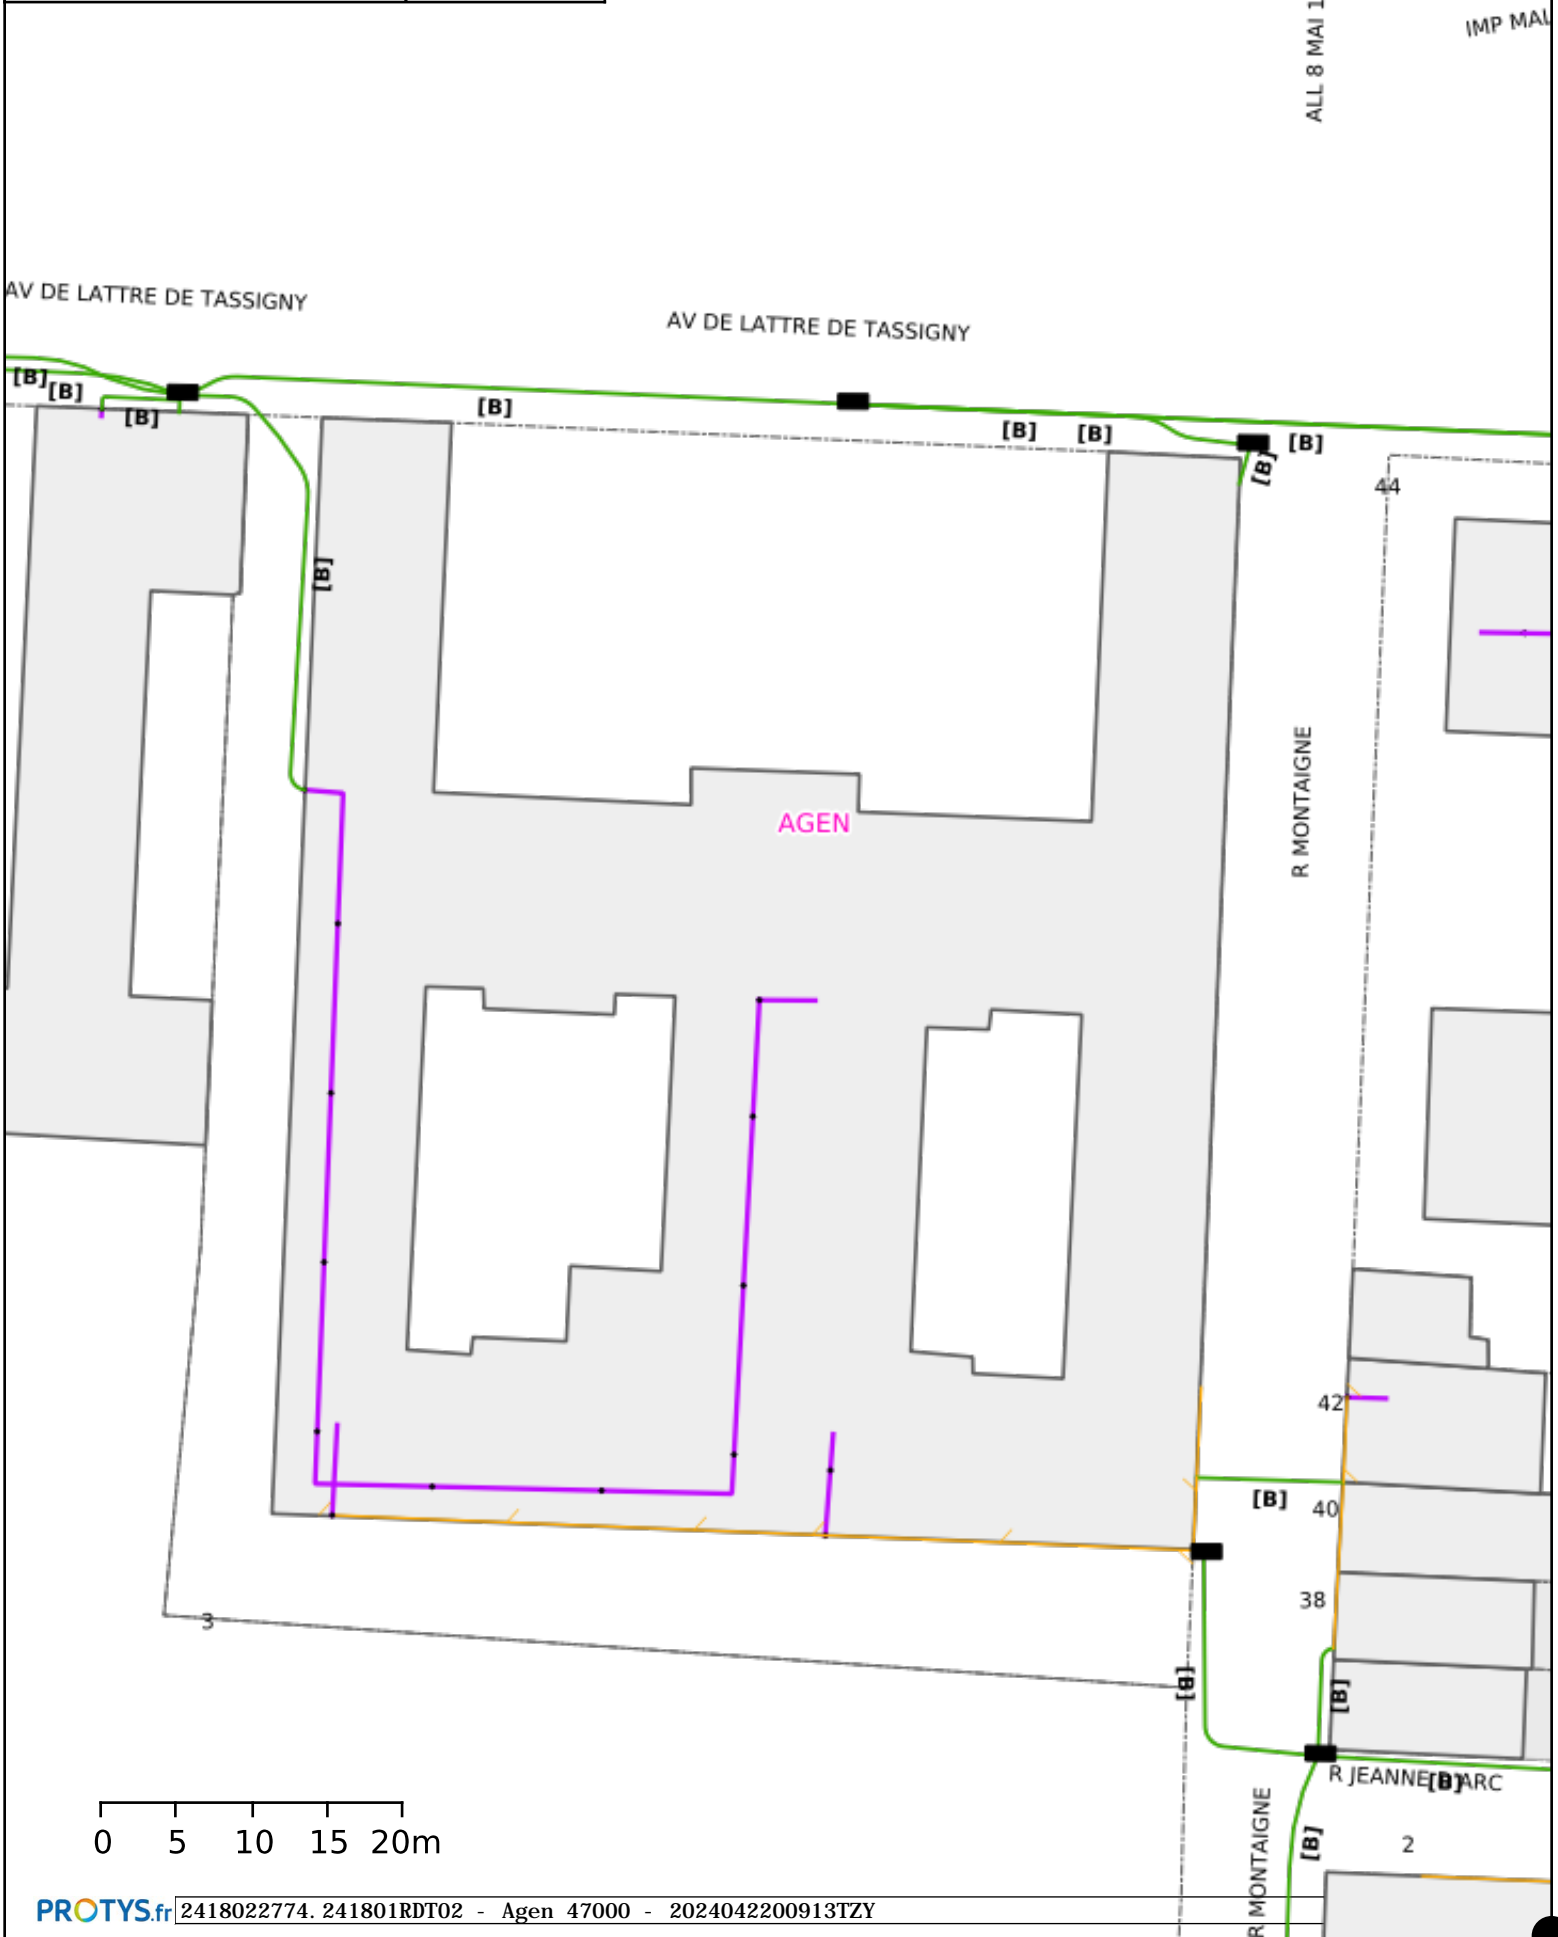 ALL 8 MAI 1
IMP MAL
AV DE LATTRE DE TASSIGNY
AV DE LATTRE DE TASSIGNY
[B]
[B]
[B]
[B]
[B]
[B]
[B]
[B]
44
[B]
R MONTAIGNE
AGEN
42
[B]
40
38
3
[B]
[B]
R JEANNE D'ARC
[B]
R MONTAIGNE
[B]
2
0 5 10 15 20m
PROTYS.fr
2418022774.241801RDT02 - Agen 47000 - 2024042200913TZY